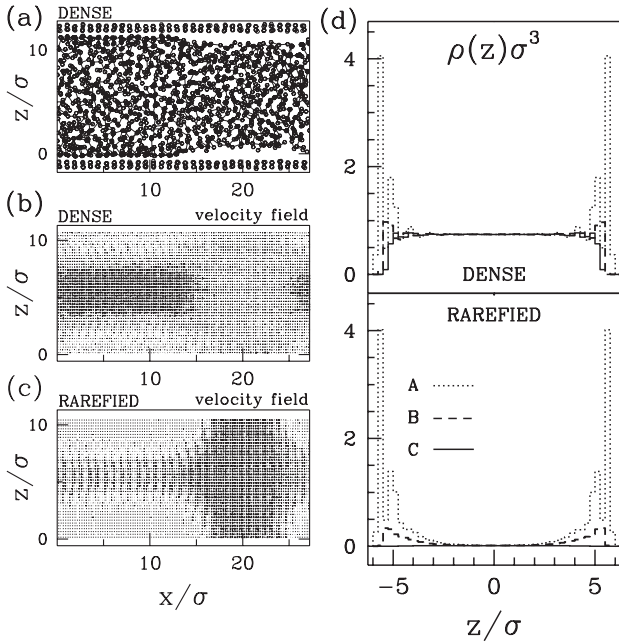 (a)
DENSE
10
z/σ
0
10
20
(b)
DENSE
velocity field
10
z/σ
0
10
20
(c)
RAREFIED
velocity field
10
z/σ
0
10
20
x/σ
(d)
ρ(z)σ³
4
2
0
DENSE
RAREFIED
4
A
B
2
C
0
−5
0
5
z/σ